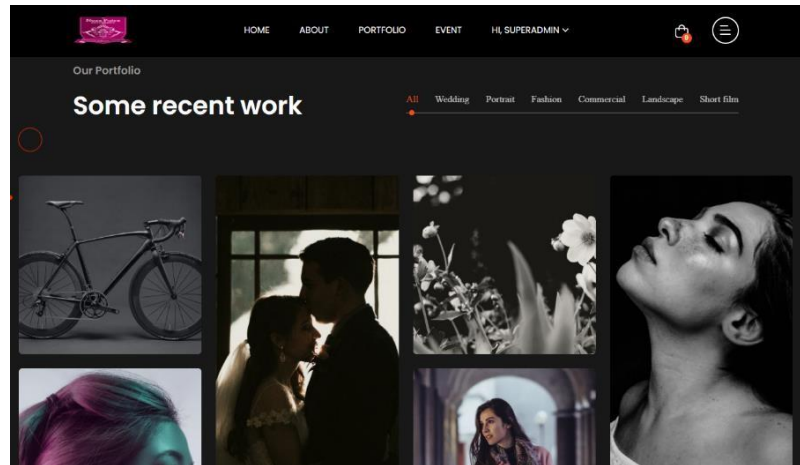 HOME ABOUT PORTFOLIO EVENT HI, SUPERADMIN
Our Portfolio
Some recent work
All Wedding Portrait Fashion Commercial Landscape Short film